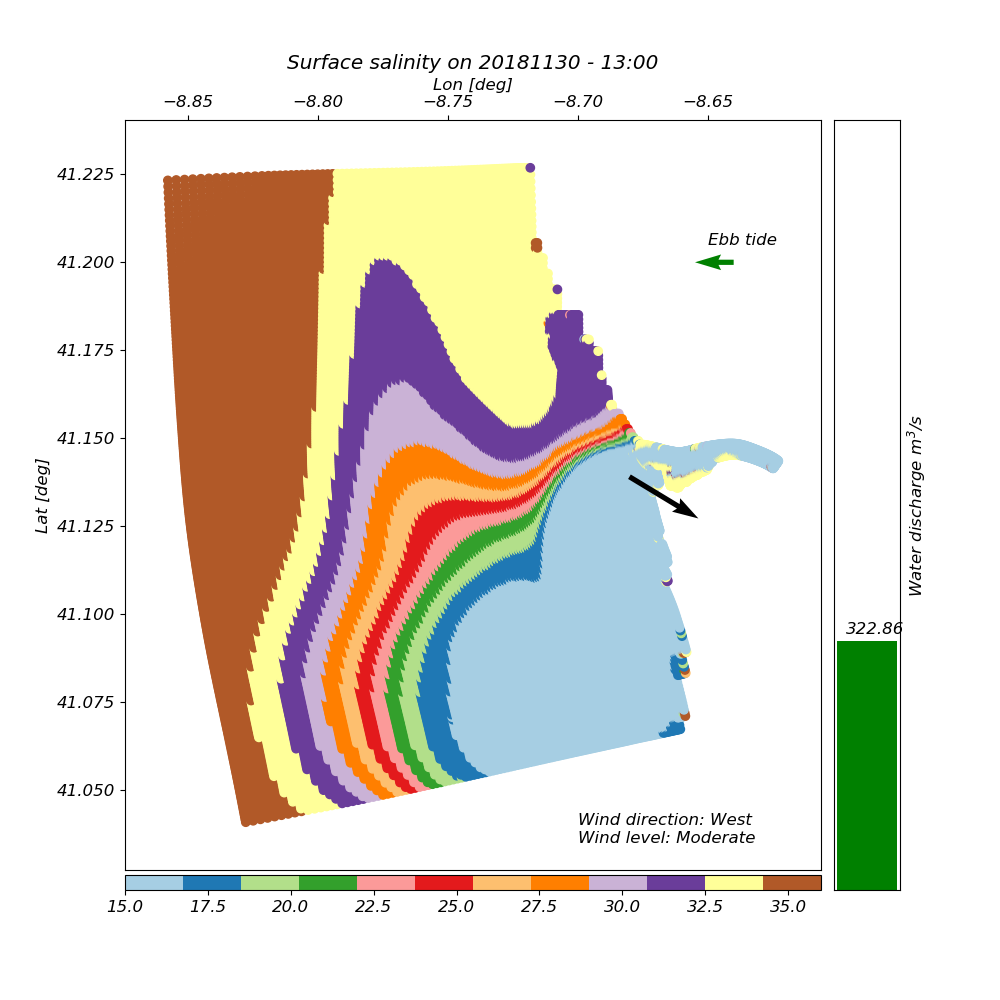 Surface salinity on 20181130 - 13:00
Lon [deg]
−8.85 −8.80 −8.75 −8.70 −8.65
41.225
41.200
41.175
41.150
41.125
41.100
41.075
41.050
Lat [deg]
Ebb tide
Wind direction: West
Wind level: Moderate
322.86
Water discharge m³/s
15.0 17.5 20.0 22.5 25.0 27.5 30.0 32.5 35.0